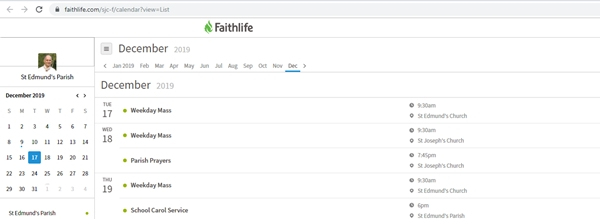 faithlife.com/sjc-f/calendar?view=List
Faithlife
St Edmund's Parish
December 2019
S M T W T F S
1 2 3 4 5 6 7
8 9 10 11 12 13 14
15 16 17 18 19 20 21
22 23 24 25 26 27 28
29 30 31 1 2 3 4
St Edmund's Parish
December 2019
Jan 2019 Feb Mar Apr May Jun Jul Aug Sep Oct Nov Dec
December 2019
TUE
17
Weekday Mass
9:30am
St Edmund's Church
WED
18
Weekday Mass
9:30am
St Joseph's Church
Parish Prayers
7:45pm
St Edmund's Church
THU
19
Weekday Mass
9:30am
St Edmund's Church
School Carol Service
6pm
St Edmund's Parish